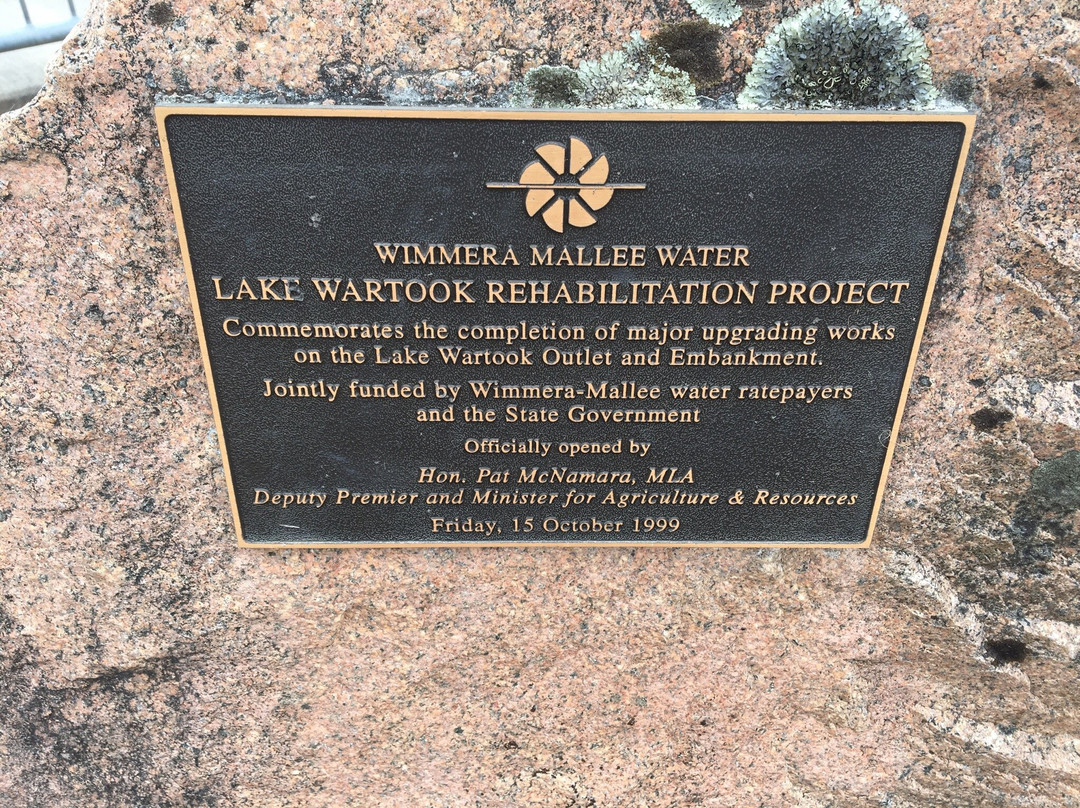 WIMMERA MALLEE WATER
LAKE WARTOOK REHABILITATION PROJECT
Commemorates the completion of major upgrading works
on the Lake Wartook Outlet and Embankment.
Jointly funded by Wimmera-Mallee water ratepayers
and the State Government
Officially opened by
Hon. Pat McNamara, MLA
Deputy Premier and Minister for Agriculture & Resources
Friday, 15 October 1999